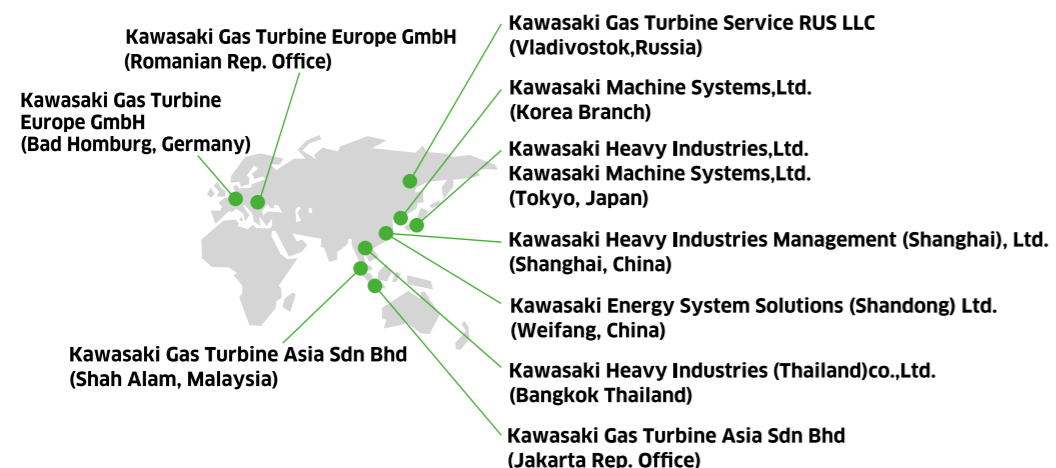 Kawasaki Gas Turbine Europe GmbH
(Romanian Rep. Office)
Kawasaki Gas Turbine
Europe GmbH
(Bad Homburg, Germany)
Kawasaki Gas Turbine Service RUS LLC
(Vladivostok,Russia)
Kawasaki Machine Systems,Ltd.
(Korea Branch)
Kawasaki Heavy Industries,Ltd.
Kawasaki Machine Systems,Ltd.
(Tokyo, Japan)
Kawasaki Heavy Industries Management (Shanghai), Ltd.
(Shanghai, China)
Kawasaki Energy System Solutions (Shandong) Ltd.
(Weifang, China)
Kawasaki Gas Turbine Asia Sdn Bhd
(Shah Alam, Malaysia)
Kawasaki Heavy Industries (Thailand)co.,Ltd.
(Bangkok Thailand)
Kawasaki Gas Turbine Asia Sdn Bhd
(Jakarta Rep. Office)